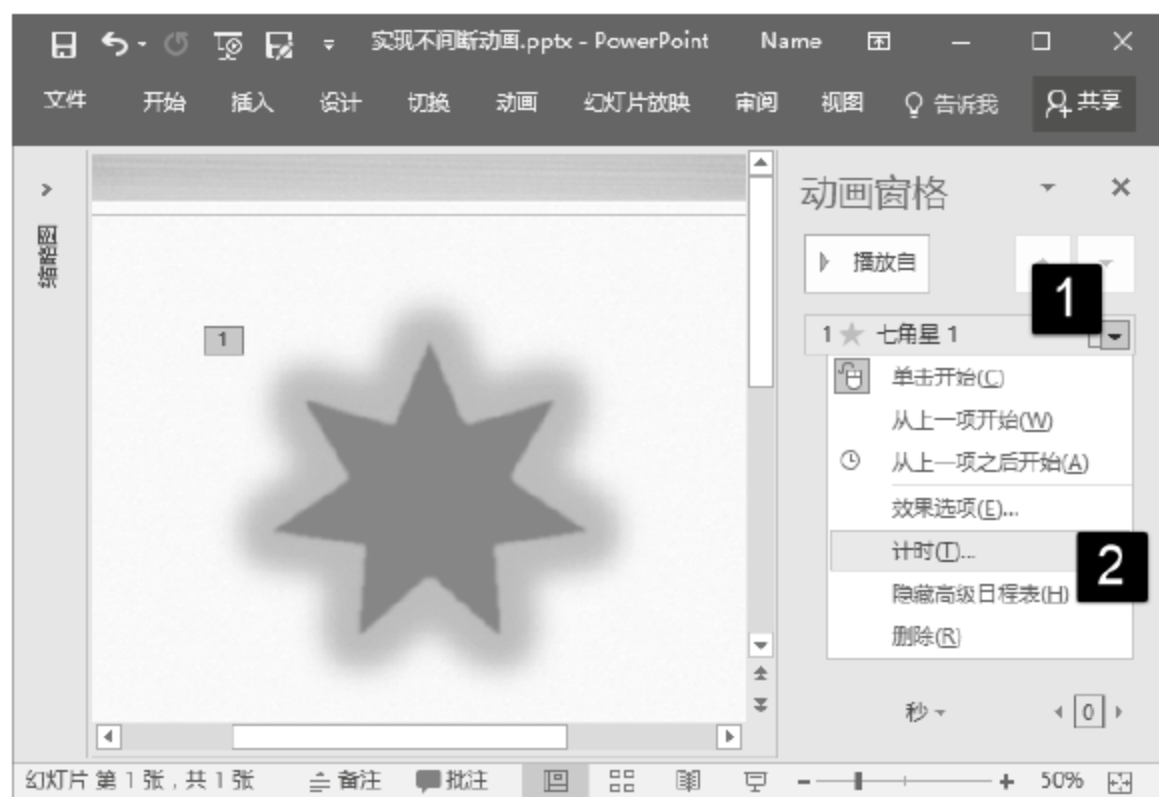 实现不间断动画.pptx - PowerPoint Name
文件 开始 插入 设计 切换 动画 幻灯片放映 审阅 视图 告诉我 共享
缩略图
动画窗格
播放自
1
1
1 七角星 1
单击开始(C)
从上一项开始(W)
从上一项之后开始(A)
效果选项(E)...
计时(T)...
2
隐藏高级日程表(H)
删除(R)
秒 0
幻灯片 第 1 张，共 1 张 备注 批注 50%